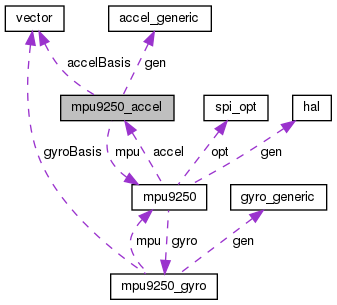 vector
accel_generic
accelBasis
gen
mpu9250_accel
spi_opt
hal
gyroBasis
mpu
accel
opt
gen
mpu9250
gyro_generic
mpu
gyro
gen
mpu9250_gyro